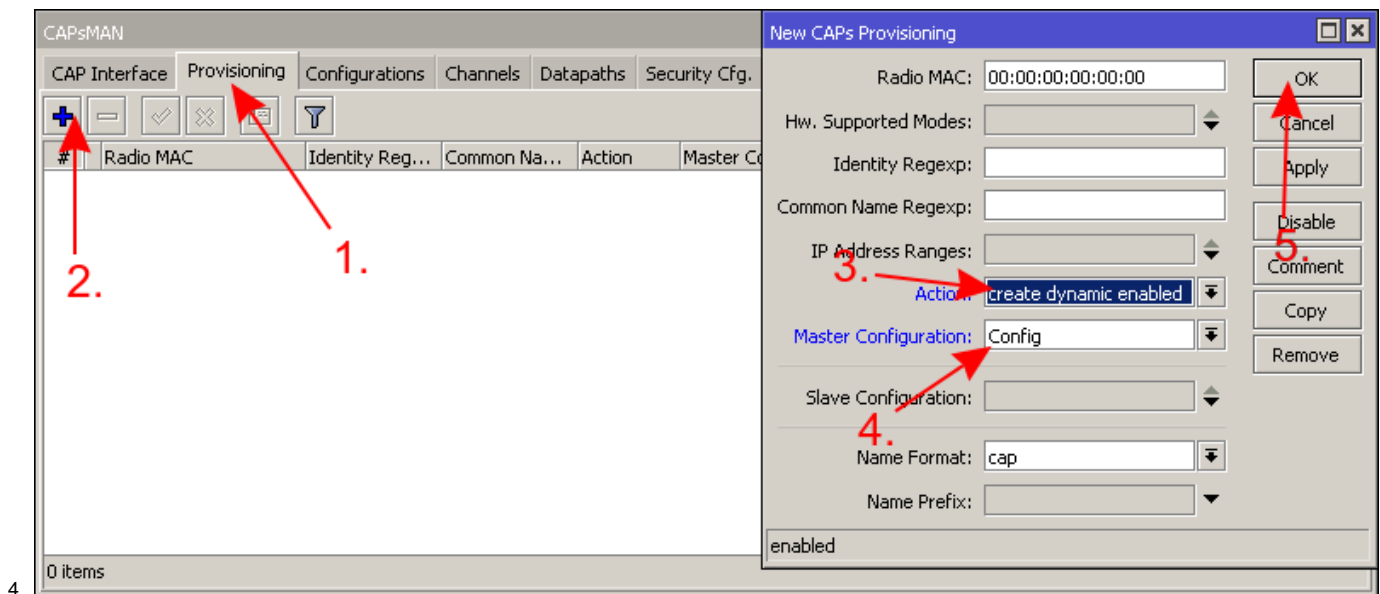 CAPsMAN
CAP Interface Provisioning Configurations Channels Datapaths Security Cfg.
# Radio MAC Identity Reg... Common Na... Action Master Co
1.
2.
0 items
New CAPs Provisioning
Radio MAC: 00:00:00:00:00:00
Hw. Supported Modes:
Identity Regexp:
Common Name Regexp:
IP Address Ranges:
3.
Action: create dynamic enabled
Master Configuration: Config
Slave Configuration:
4.
Name Format: cap
Name Prefix:
enabled
OK
Cancel
Apply
Disable
5.
Comment
Copy
Remove
4